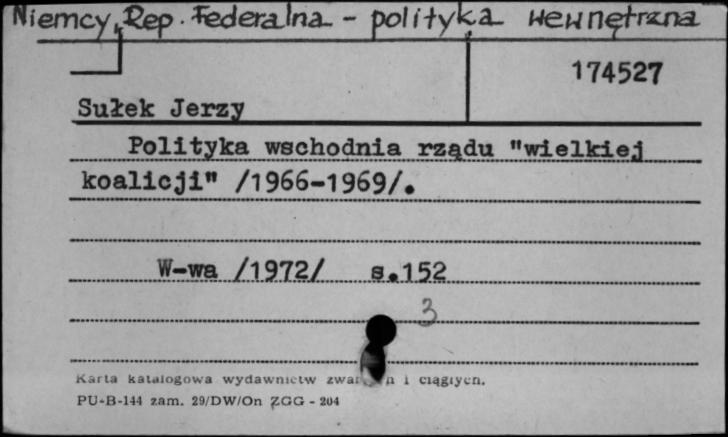 Niemcy, Rep. Federalna - polityka wewnętrzna
174527
Sułek Jerzy
Polityka wschodnia rządu "wielkiej
koalicji" /1966-1969/.
W-wa /1972/ s.152
3
Karta katalogowa wydawnictw i ciągłych.
PU-B-144 zam. 29/DW/On ZGG - 204